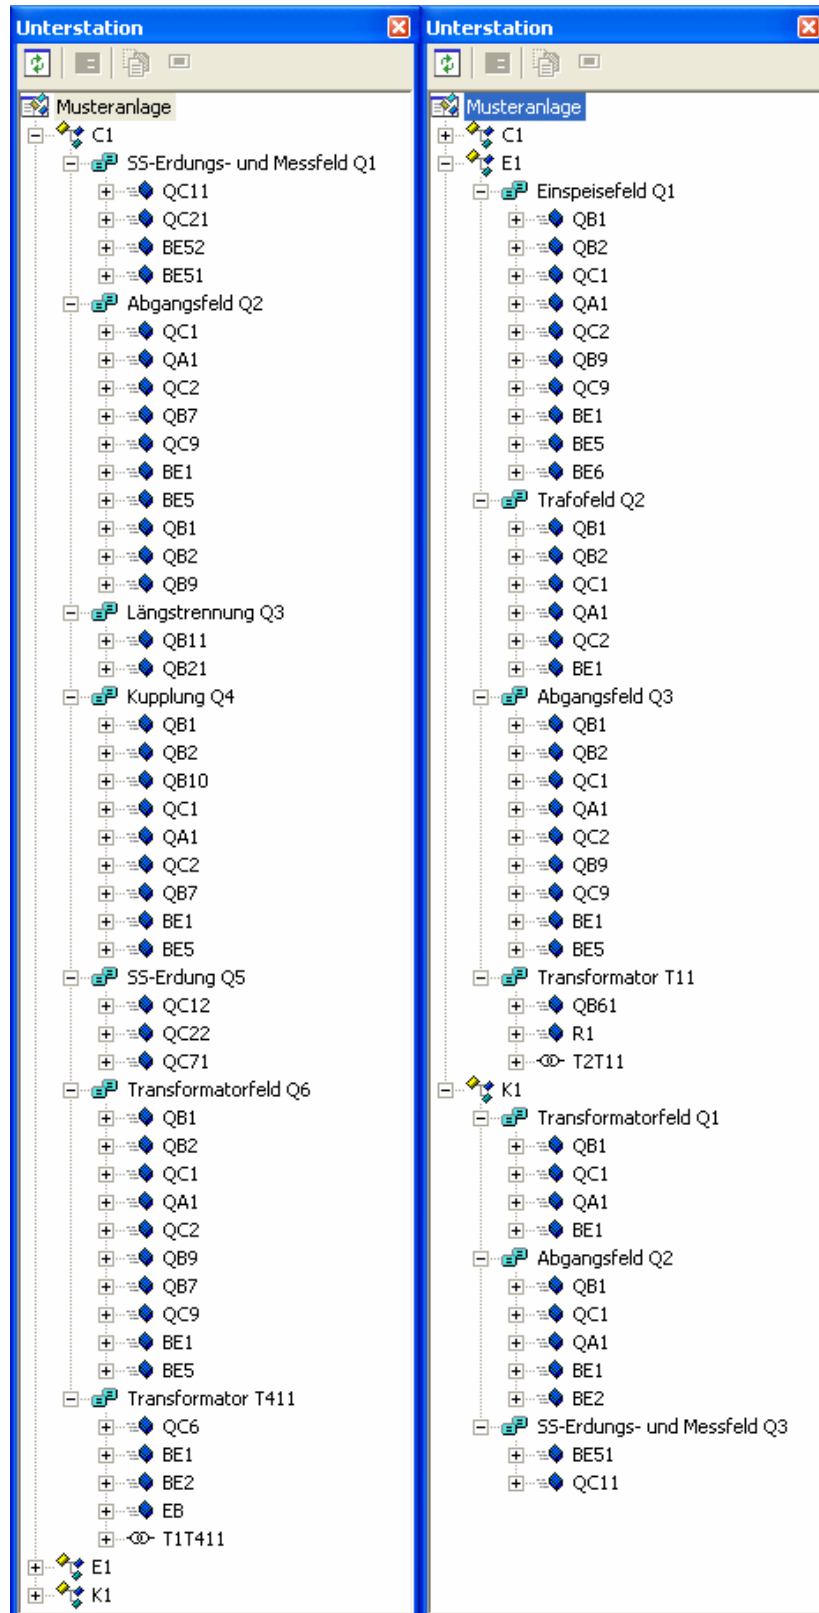 Unterstation
Musteranlage
C1
SS-Erdungs- und Messfeld Q1
QC11
QC21
BE52
BE51
Abgangsfeld Q2
QC1
QA1
QC2
QB7
QC9
BE1
BE5
QB1
QB2
QB9
Längstrennung Q3
QB11
QB21
Kupplung Q4
QB1
QB2
QB10
QC1
QA1
QC2
QB7
BE1
BE5
SS-Erdung Q5
QC12
QC22
QC71
Transformatorfeld Q6
QB1
QB2
QC1
QA1
QC2
QB9
QB7
QC9
BE1
BE5
Transformator T411
QC6
BE1
BE2
EB
T1T411
E1
K1
Unterstation
Musteranlage
C1
E1
Einspeisefeld Q1
QB1
QB2
QC1
QA1
QC2
QB9
QC9
BE1
BE5
BE6
Trafofeld Q2
QB1
QB2
QC1
QA1
QC2
BE1
Abgangsfeld Q3
QB1
QB2
QC1
QA1
QC2
QB9
QC9
BE1
BE5
Transformator T11
QB61
R1
T2T11
K1
Transformatorfeld Q1
QB1
QC1
QA1
BE1
Abgangsfeld Q2
QB1
QC1
QA1
BE1
BE2
SS-Erdungs- und Messfeld Q3
BE51
QC11